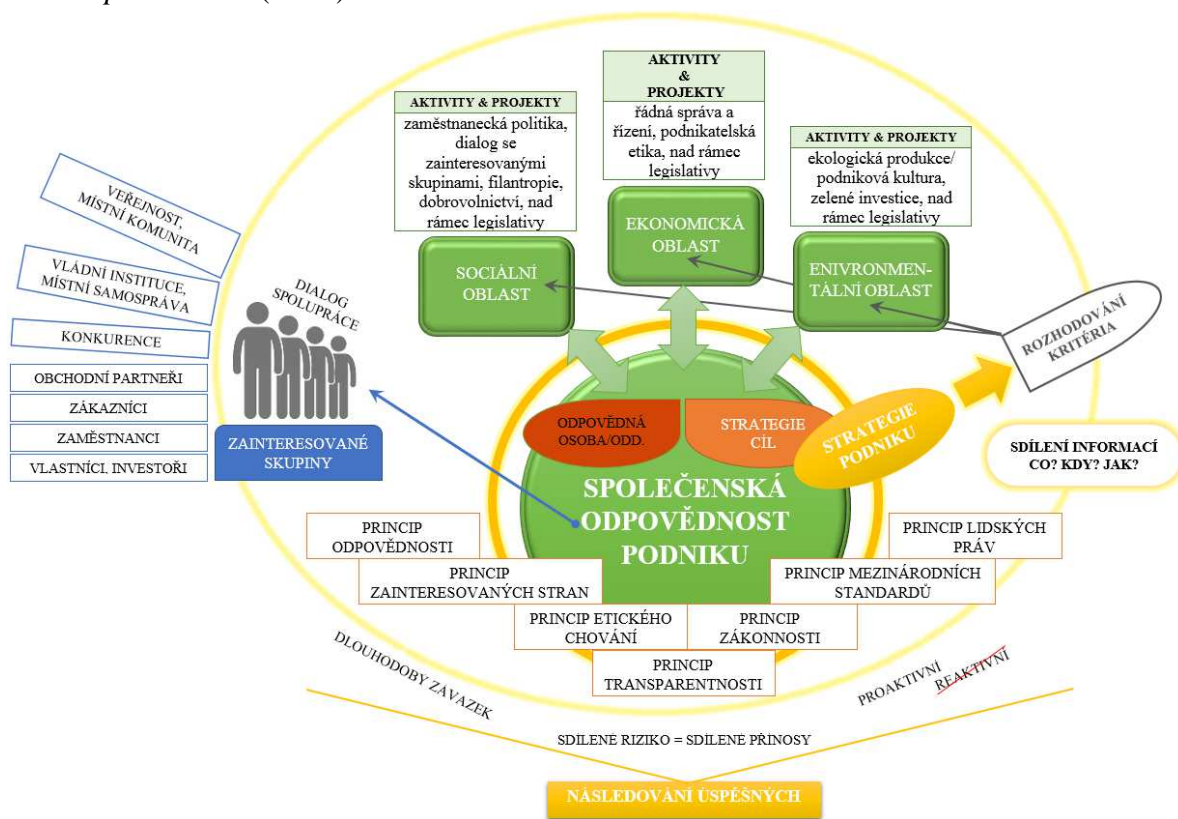 AKTIVITY
&
PROJEKTY
řádná správa a
řízení, podnikatelská
etika, nad rámec
legislativy
AKTIVITY & PROJEKTY
zaměstnanecká politika,
dialog se
zainteresovanými
skupinami, filantropie,
dobrovolnictví, nad
rámec legislativy
AKTIVITY & PROJEKTY
ekologická produkce/
podniková kultura,
zelené investice, nad
rámec legislativy
EKONOMICKÁ
OBLAST
SOCIÁLNÍ
OBLAST
ENIVRONMEN-
TÁLNÍ OBLAST
VEŘEJNOST,
MÍSTNÍ KOMUNITA
VLÁDNÍ INSTITUCE,
MÍSTNÍ SAMOSPRÁVA
KONKURENCE
OBCHODNÍ PARTNEŘI
ZÁKAZNÍCI
ZAMĚSTNANCI
VLASTNÍCI, INVESTOŘI
DIALOG
SPOLUPRÁCE
ZAINTERESOVANÉ
SKUPINY
ROZHODOVÁNÍ
KRITÉRIA
ODPOVĚDNÁ
OSOBA/ODD.
STRATEGIE
CÍL
STRATEGIE
PODNIKU
SDÍLENÍ INFORMACÍ
CO? KDY? JAK?
SPOLEČENSKÁ
ODPOVĚDNOST
PODNIKU
PRINCIP
ODPOVĚDNOSTI
PRINCIP LIDSKÝCH
PRÁV
PRINCIP
ZAINTERESOVANÝCH STRAN
PRINCIP MEZINÁRODNÍCH
STANDARDŮ
PRINCIP ETICKÉHO
CHOVÁNÍ
PRINCIP
ZÁKONNOSTI
PRINCIP
TRANSPARENTNOSTI
DLOUHODOBY ZÁVAZEK
PROAKTIVNÍ
REAKTIVNÍ
SDÍLENÉ RIZIKO = SDÍLENÉ PŘÍNOSY
NÁSLEDOVÁNÍ ÚSPĚŠNÝCH